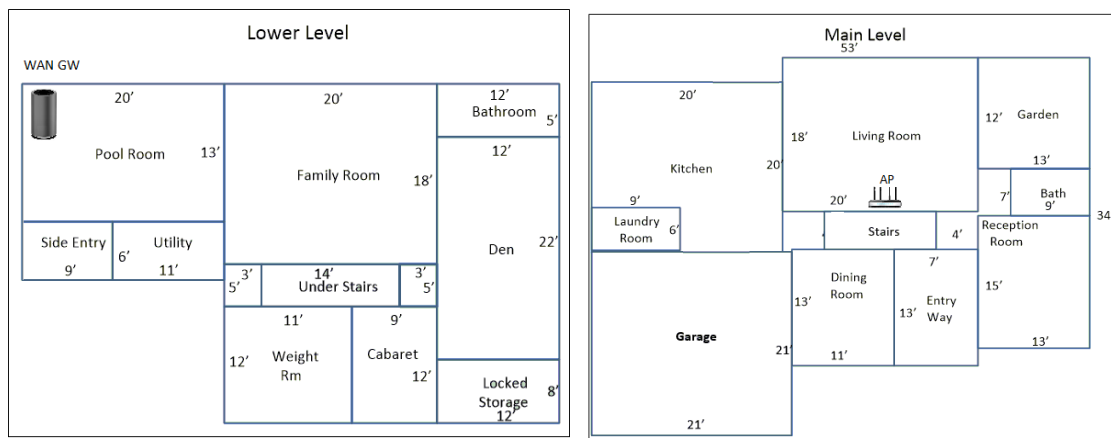 Lower Level
WAN GW
20’
Pool Room
13’
20’
Family Room
18’
12’
Bathroom
5’
12’
Den
22’
Side Entry
9’
6’
Utility
11’
3’
5’
14’
Under Stairs
3’
5’
11’
Weight
Rm
12’
9’
Cabaret
12’
Locked
Storage
8’
12’
Main Level
53’
20’
Kitchen
20’
18’
Living Room
20’
AP
12’
Garden
13’
9’
Laundry
Room
6’
Stairs
4’
7’
Bath
9’
34
Reception
Room
15’
13’
Garage
21’
21’
Dining
Room
13’
11’
7’
13’
Entry
Way